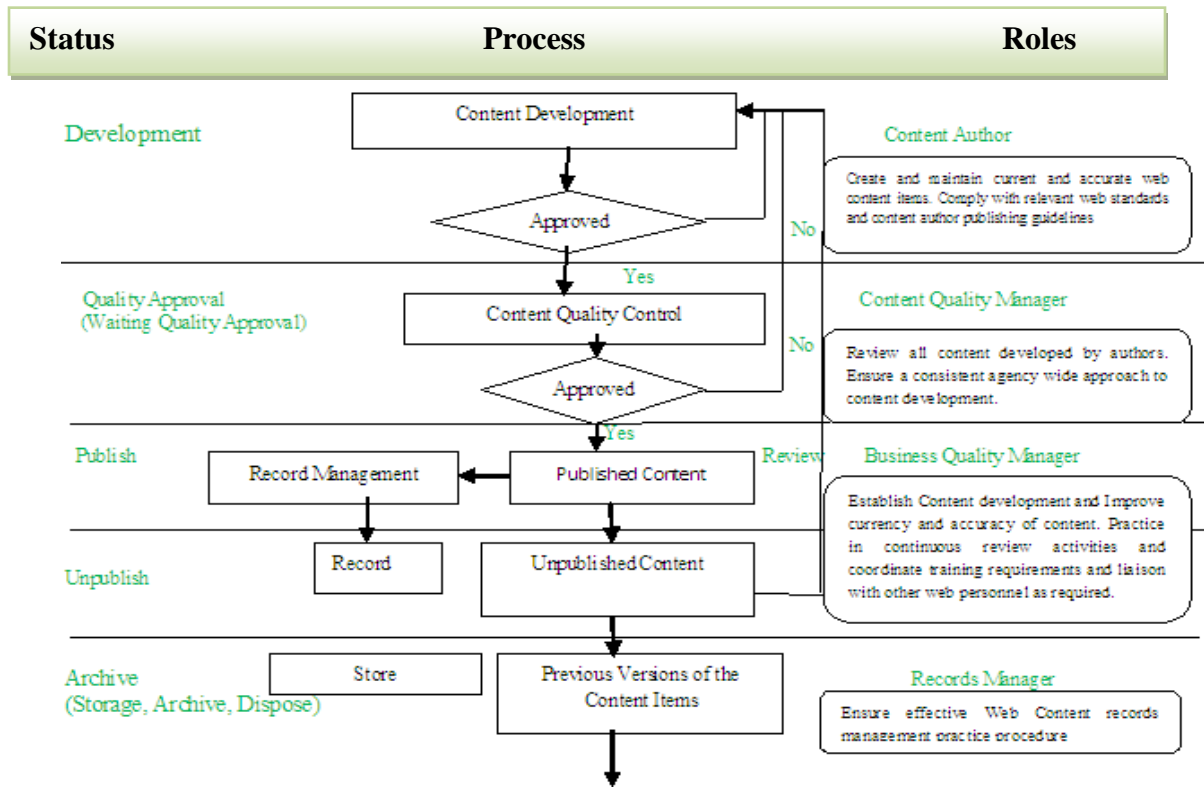 Status Process Roles
Content Development
Development
Content Author
Create and maintain current and accurate web
content items. Comply with relevant web standards
and content author publishing guidelines
Approved
No
Yes
Quality Approval
(Waiting Quality Approval)
Content Quality Control
Content Quality Manager
No
Review all content developed by authors.
Ensure a consistent agency wide approach to
content development.
Approved
Yes
Publish
Record Management
Published Content
Review
Business Quality Manager
Establish Content development and Improve
currency and accuracy of content. Practice
in continuous review activities and
coordinate training requirements and liaison
with other web personnel as required.
Record
Unpublished Content
Unpublish
Archive
(Storage, Archive, Dispose)
Store
Previous Versions of the
Content Items
Records Manager
Ensure effective Web Content records
management practice procedure